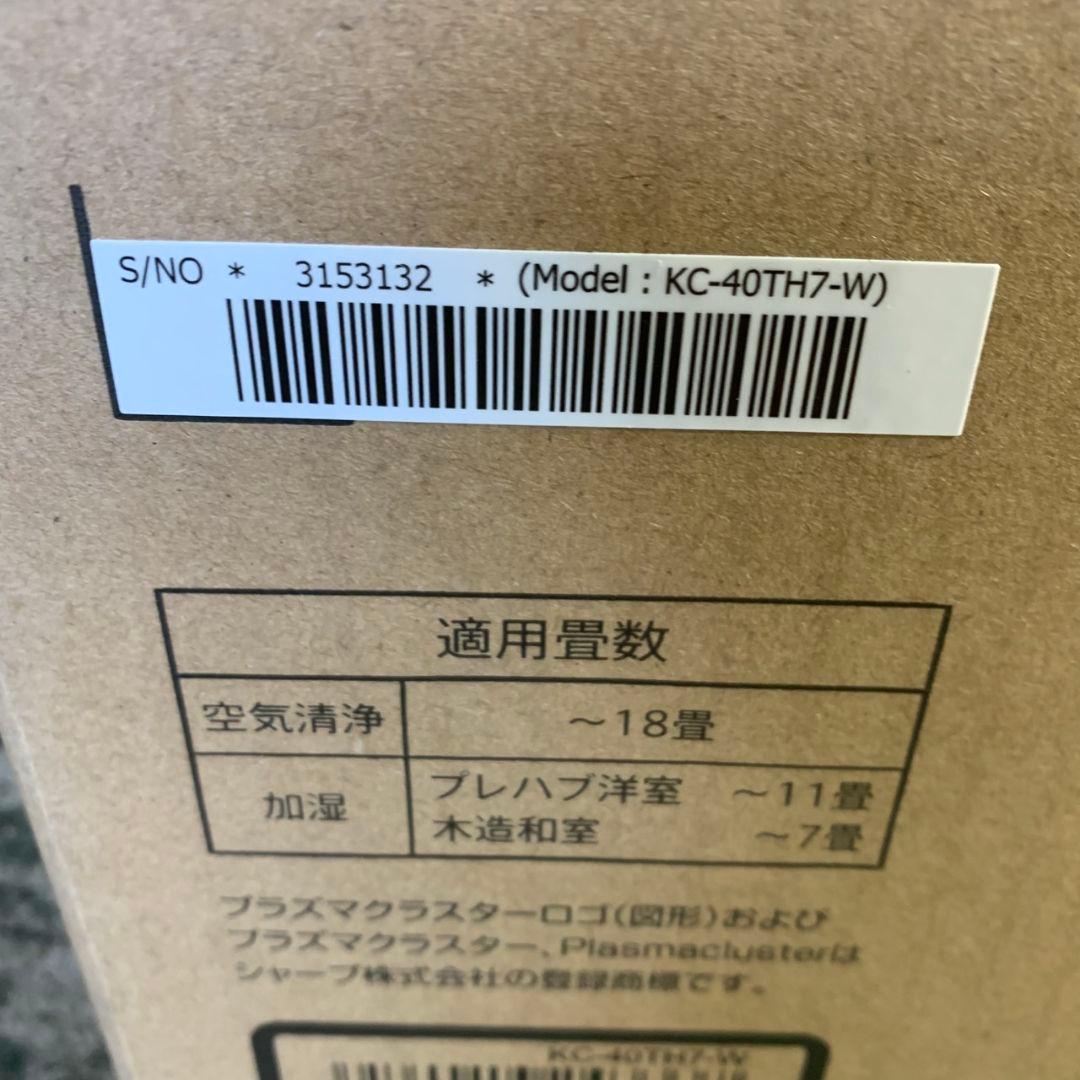 S/NO * 3153132 * (Model : KC-40TH7-W)
適用畳数
空気清浄 ～18畳
加湿 プレハブ洋室 ～11畳
木造和室 ～7畳
プラズマクラスターロゴ(図形)および
プラズマクラスター、Plasmaclusterは
シャープ株式会社の登録商標です。
KC-40TH7-W